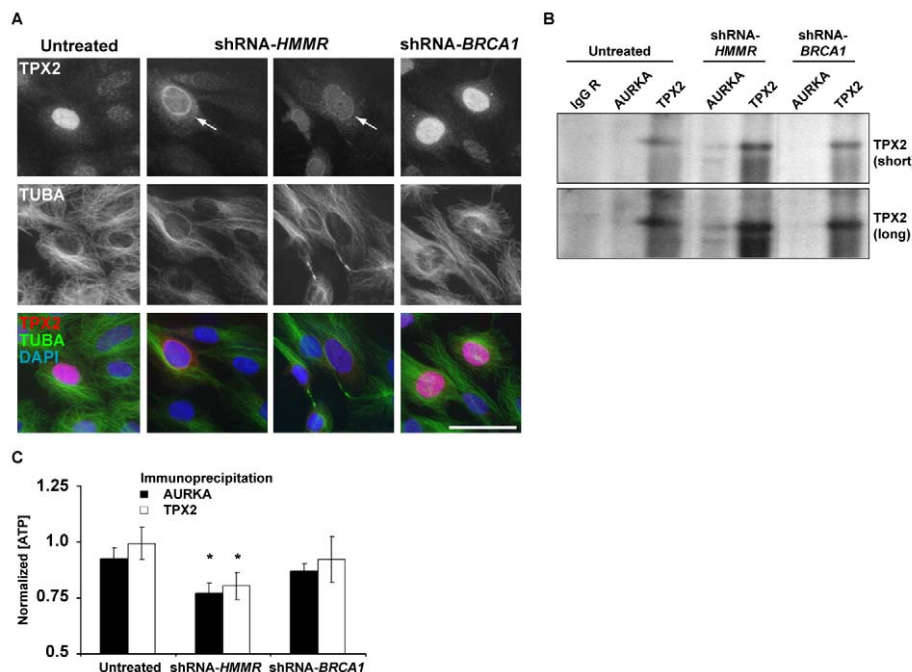 A
Untreated
shRNA-HMMR
shRNA-BRCA1
TPX2
TUBA
TPX2
TUBA
DAPI
B
Untreated
shRNA-
HMMR
shRNA-
BRCA1
IgG R
AURKA
TPX2
AURKA
TPX2
AURKA
TPX2
TPX2
(short
TPX2
(long)
C
Immunoprecipitation
AURKA
TPX2
Normalized [ATP]
1.25
1.0
0.75
0.5
* *
Untreated shRNA-HMMR shRNA-BRCA1